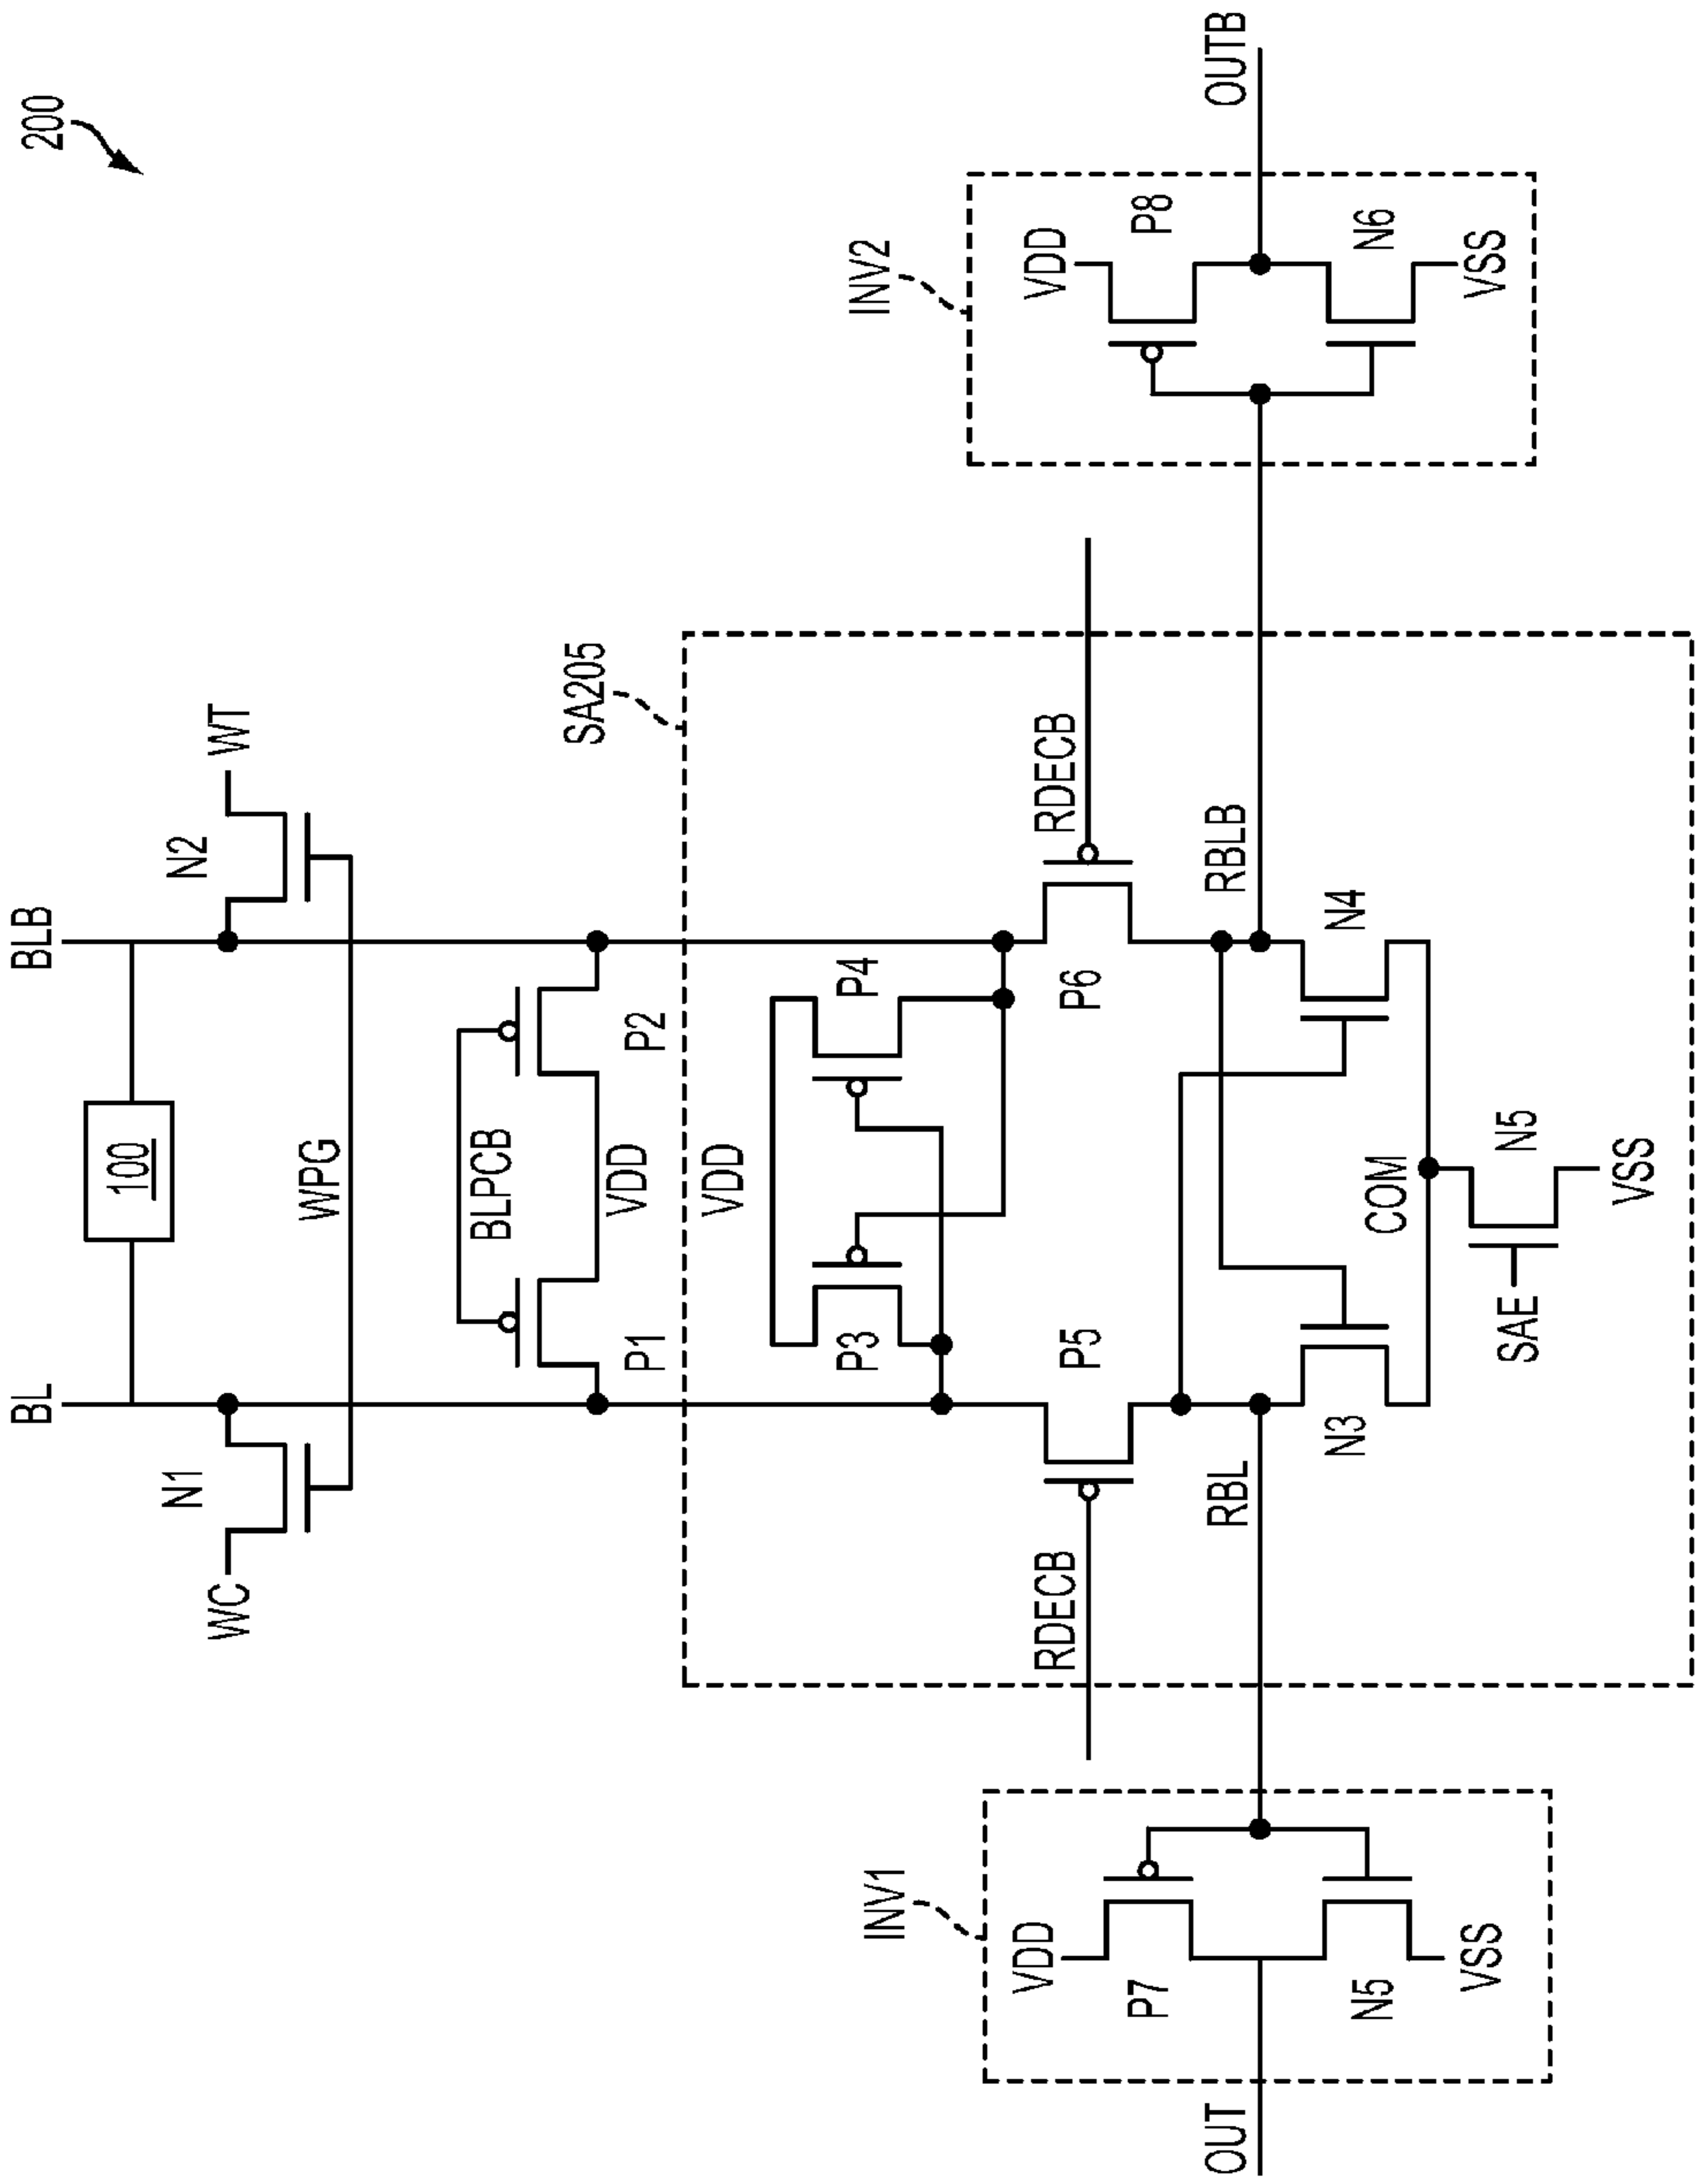 200
BL
BLB
100
WC
N1
N2
WT
WPG
BLPCB
P1
VDD
P2
SA205
VDD
P3
P4
RDECB
P5
P6
RDECB
RBL
RBLB
N3
N4
COM
SAE
N5
VSS
INV1
VDD
P7
N5
VSS
OUT
INV2
VDD
P8
N6
VSS
OUTB